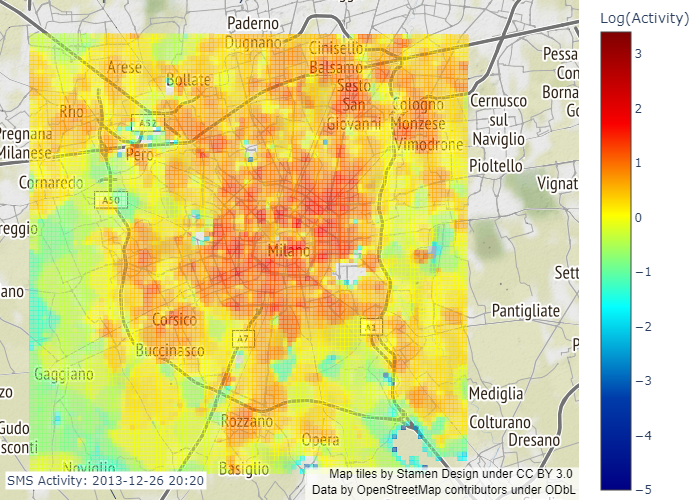 Paderno
Dugnano
Log(Activity)
Cinisello
Balsamo
Arese
Bollate
Sesto
San
Giovanni
Pessa
Con
Borna
Go
Rho
A52
Cologno
Monzese
Vimodrone
Cernusco
sul
Naviglio
Pregnana
Milanese
Pero
Pioltello
Cornaredo
A50
Vignat
reggio
Milano
Sett
ano
Pantigliate
Corsico
A7
A1
Buccinasco
P
Gaggiano
zo
Rozzano
Mediglia
Gudo
sconti
Opera
Colturano
Dresano
Noviglio
Basiglio
SMS Activity: 2013-12-26 20:20
Map tiles by Stamen Design under CC BY 3.0
Data by OpenStreetMap contributors under ODbL
3
2
1
0
−1
−2
−3
−4
−5